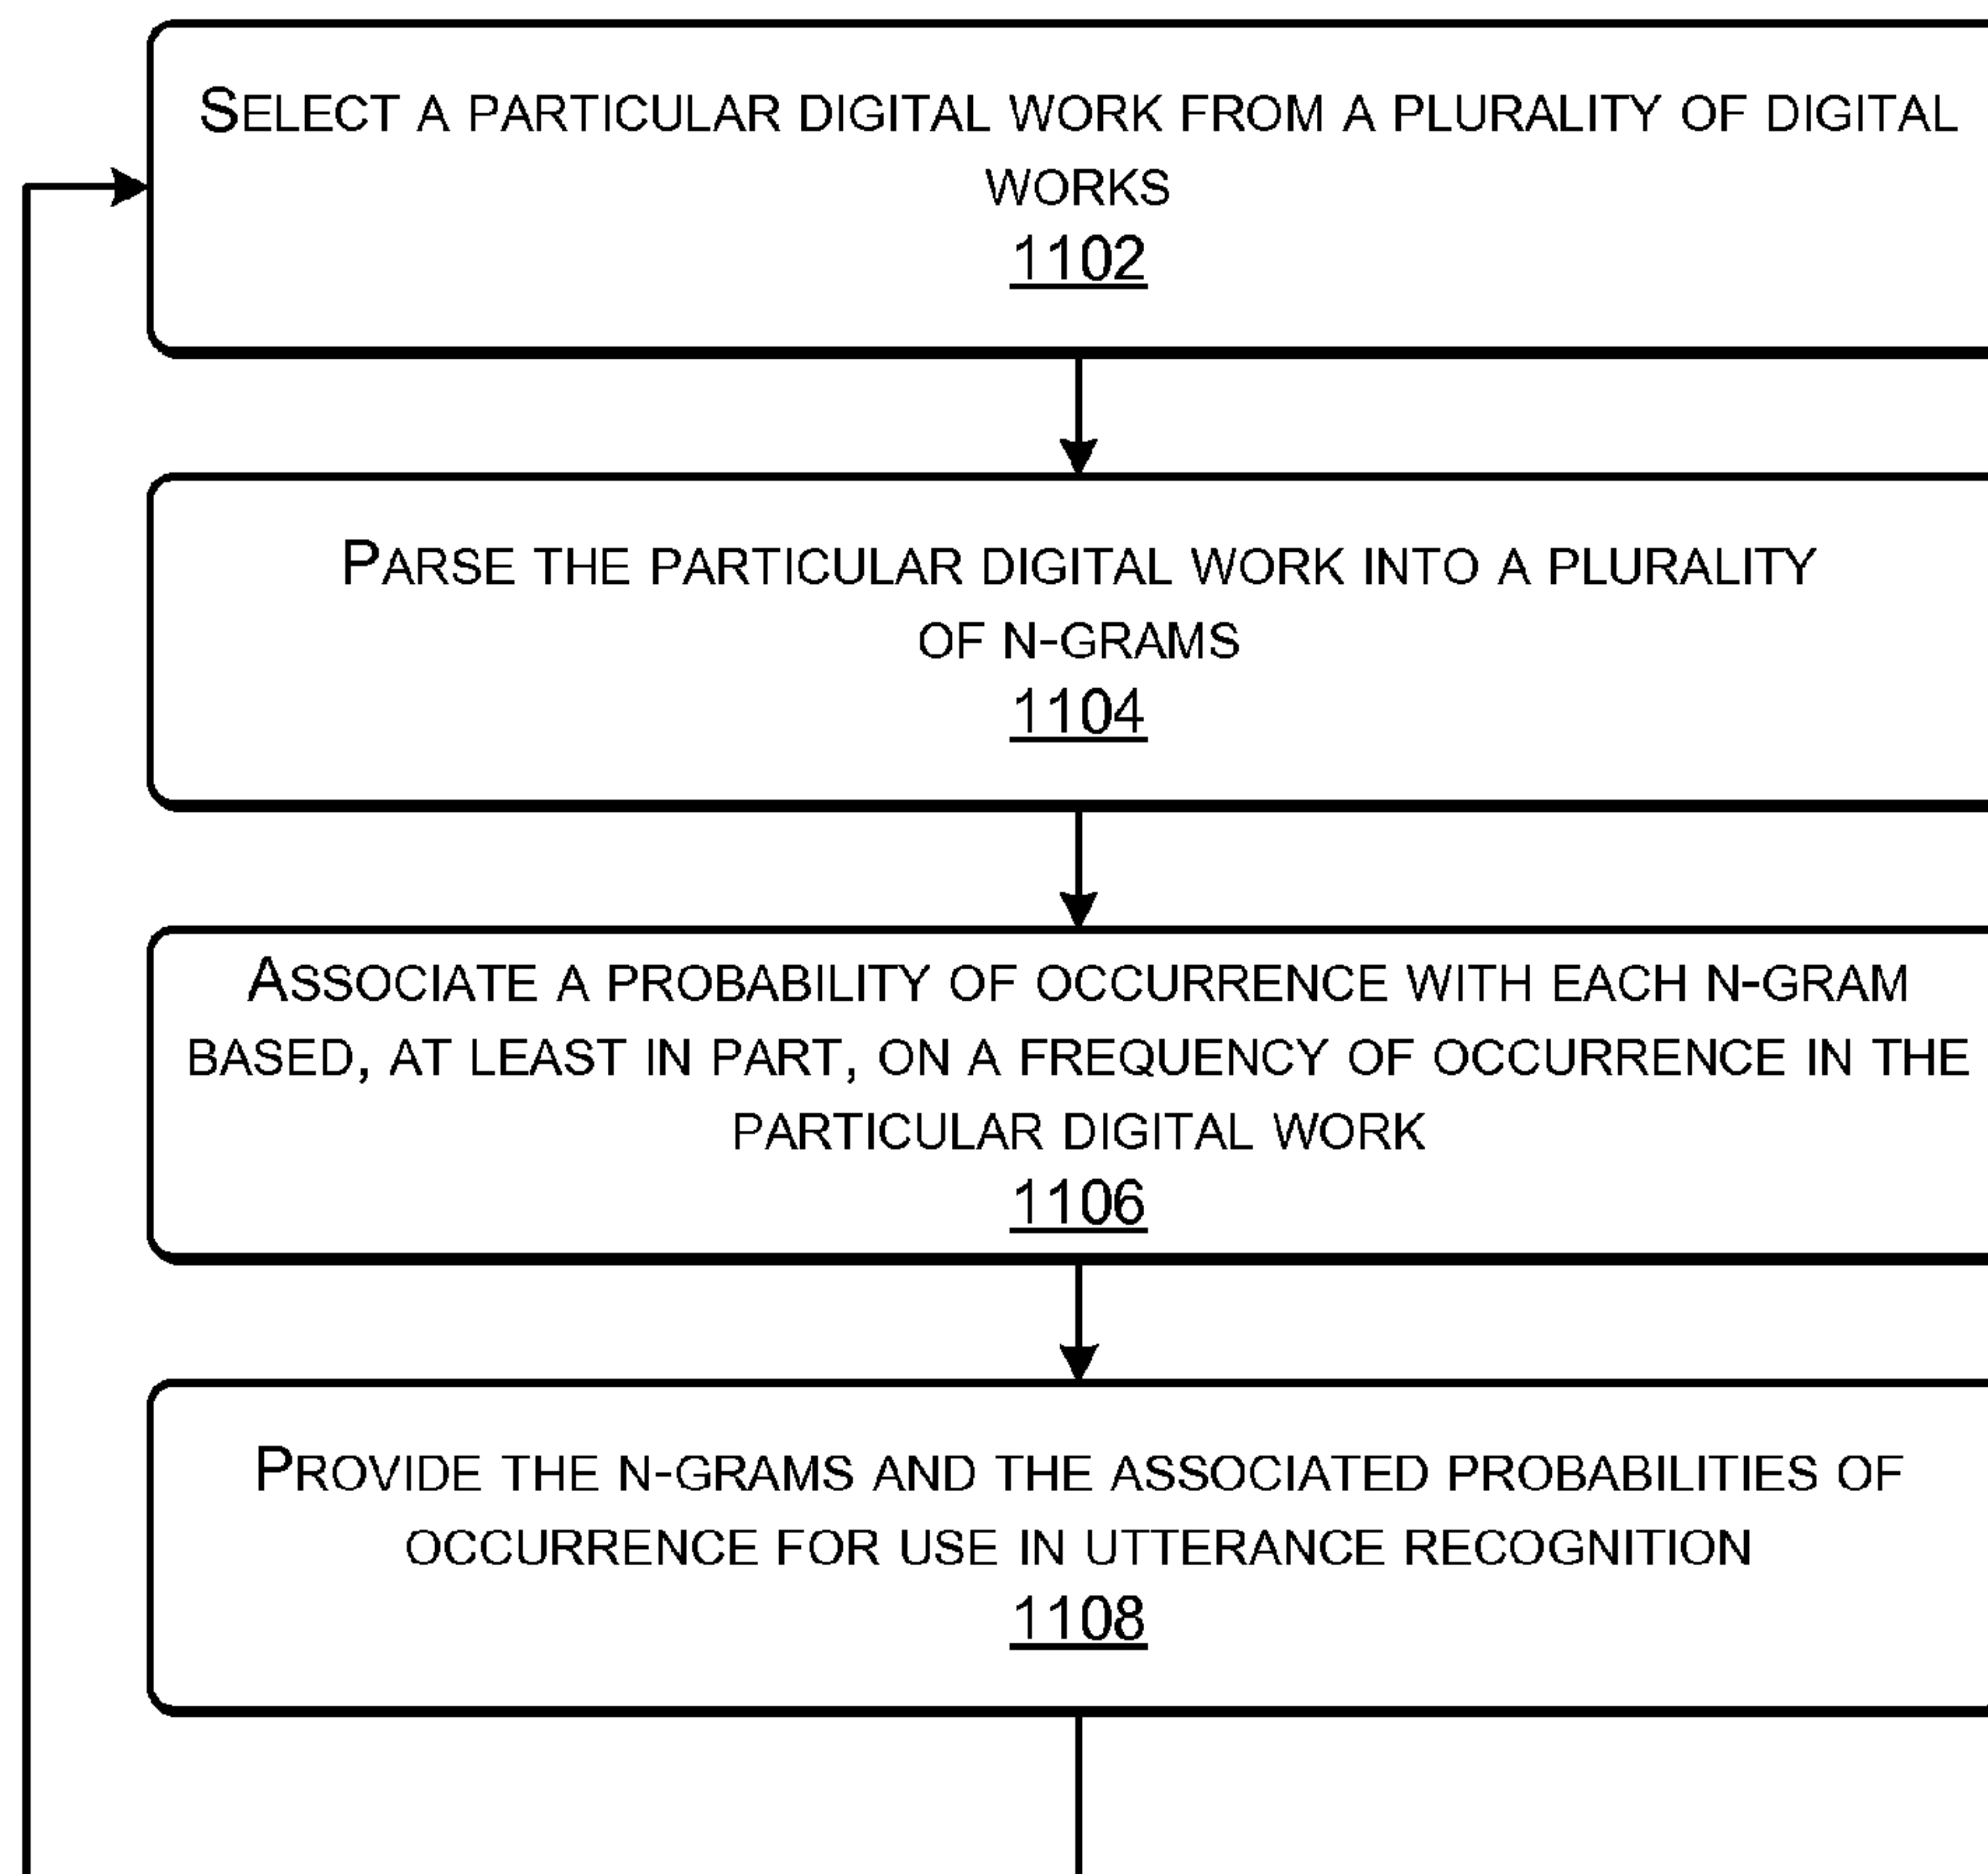 SELECT A PARTICULAR DIGITAL WORK FROM A PLURALITY OF DIGITAL
WORKS
1102
PARSE THE PARTICULAR DIGITAL WORK INTO A PLURALITY
OF N-GRAMS
1104
ASSOCIATE A PROBABILITY OF OCCURRENCE WITH EACH N-GRAM
BASED, AT LEAST IN PART, ON A FREQUENCY OF OCCURRENCE IN THE
PARTICULAR DIGITAL WORK
1106
PROVIDE THE N-GRAMS AND THE ASSOCIATED PROBABILITIES OF
OCCURRENCE FOR USE IN UTTERANCE RECOGNITION
1108